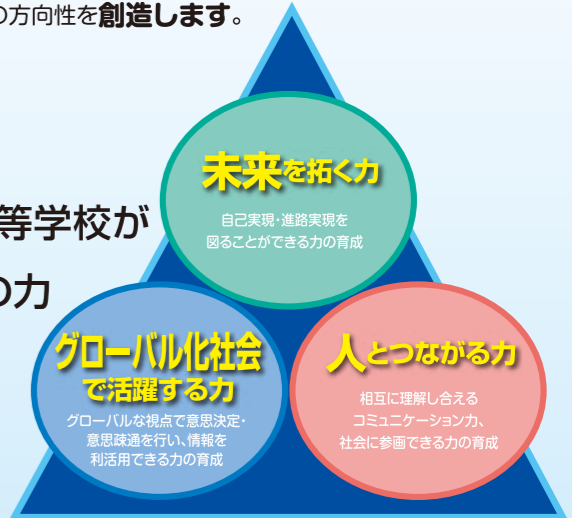 の方向性を創造します。
未来を拓く力
自己実現・進路実現を
図ることができる力の育成
等学校が
の力
グローバル化社会
で活躍する力
グローバルな視点で意思決定・
意思疎通を行い、情報を
利活用できる力の育成
人とつながる力
相互に理解し合える
コミュニケーション力、
社会に参画できる力の育成